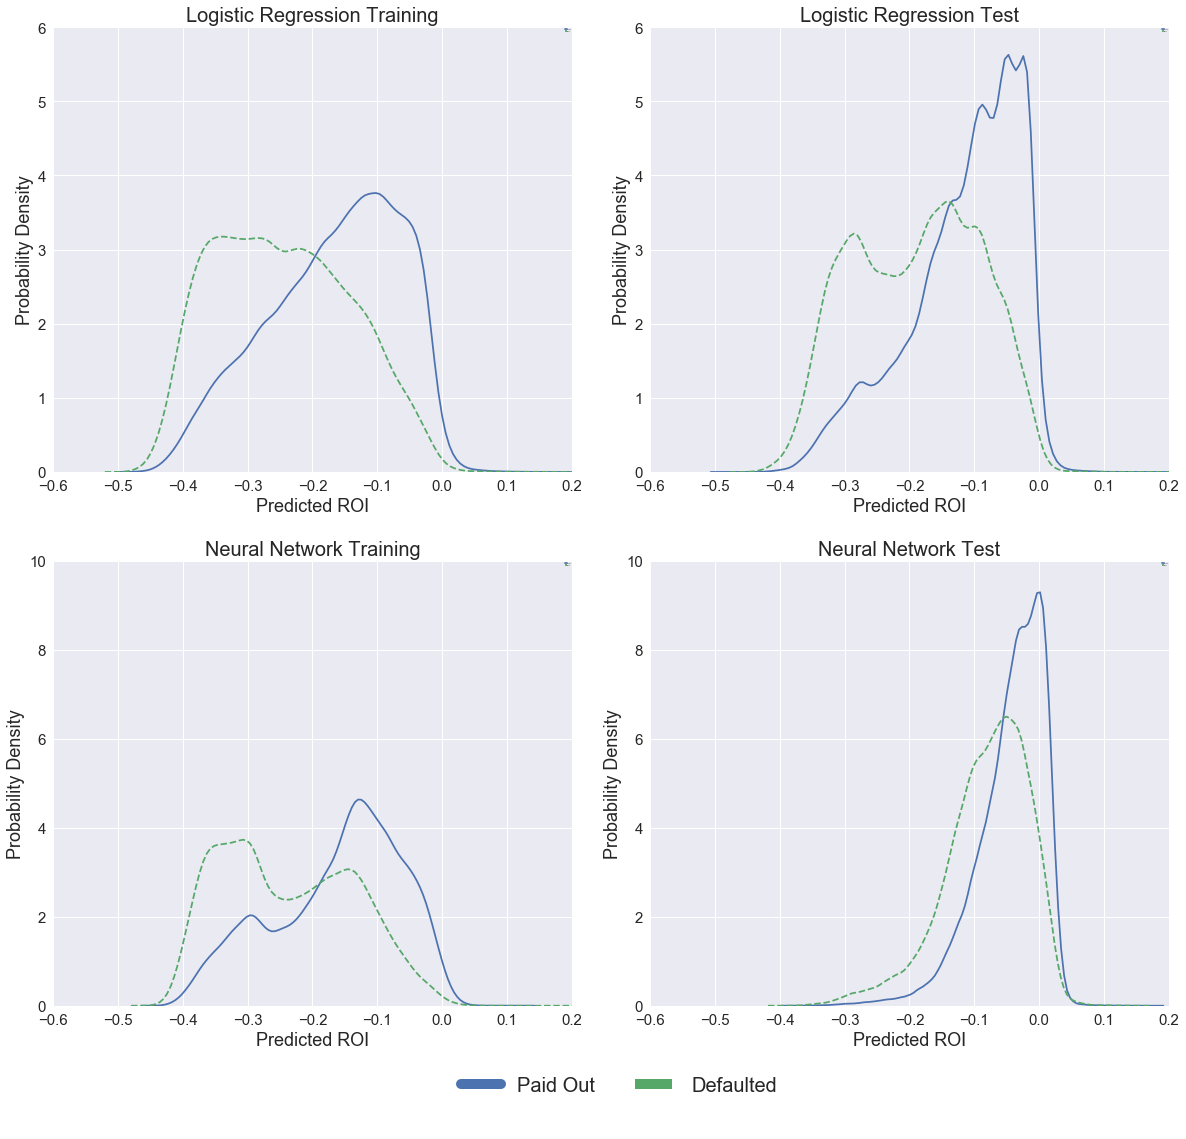 Logistic Regression Training
Logistic Regression Test
6
5
4
3
2
1
0
Probability Density
−0.6 −0.5 −0.4 −0.3 −0.2 −0.1 0.0 0.1 0.2
Predicted ROI
6
5
4
3
2
1
0
Probability Density
−0.6 −0.5 −0.4 −0.3 −0.2 −0.1 0.0 0.1 0.2
Predicted ROI
Neural Network Training
Neural Network Test
10
8
6
4
2
0
Probability Density
−0.6 −0.5 −0.4 −0.3 −0.2 −0.1 0.0 0.1 0.2
Predicted ROI
10
8
6
4
2
0
Probability Density
−0.6 −0.5 −0.4 −0.3 −0.2 −0.1 0.0 0.1 0.2
Predicted ROI
Paid Out Defaulted